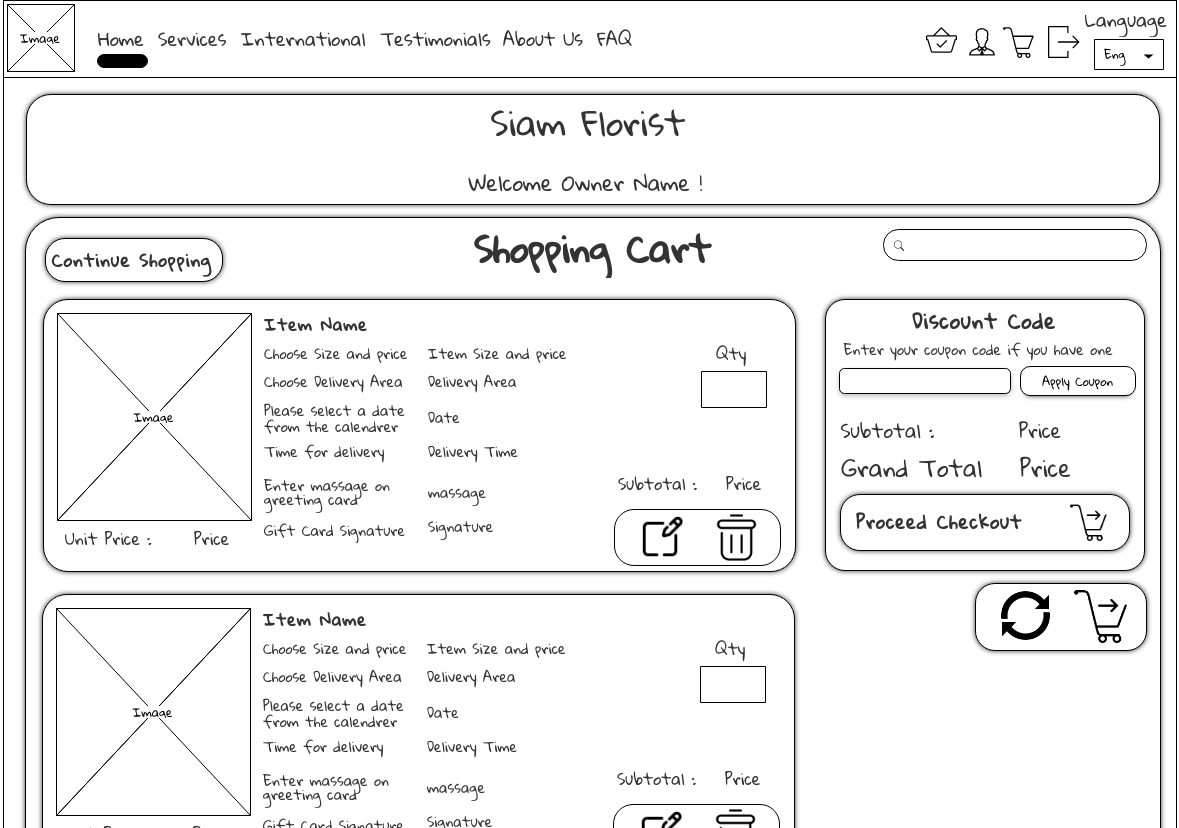 Image
Home Services International Testimonials About Us FAQ
Language
Eng
Siam Florist
Welcome Owner Name !
Continue Shopping
Shopping Cart
Item Name
Choose Size and price Item Size and price
Choose Delivery Area Delivery Area
Please select a date
from the calendrer
Date
Time for delivery Delivery Time
Enter massage on
greeting card
massage
Gift Card Signature Signature
Qty
Subtotal : Price
Image
Unit Price : Price
Discount Code
Enter your coupon code if you have one
Apply Coupon
Subtotal : Price
Grand Total Price
Proceed Checkout
Item Name
Choose Size and price Item Size and price
Choose Delivery Area Delivery Area
Please select a date
from the calendrer
Date
Time for delivery Delivery Time
Enter massage on
greeting card
massage
Gift Card Signature Signature
Qty
Subtotal : Price
Image